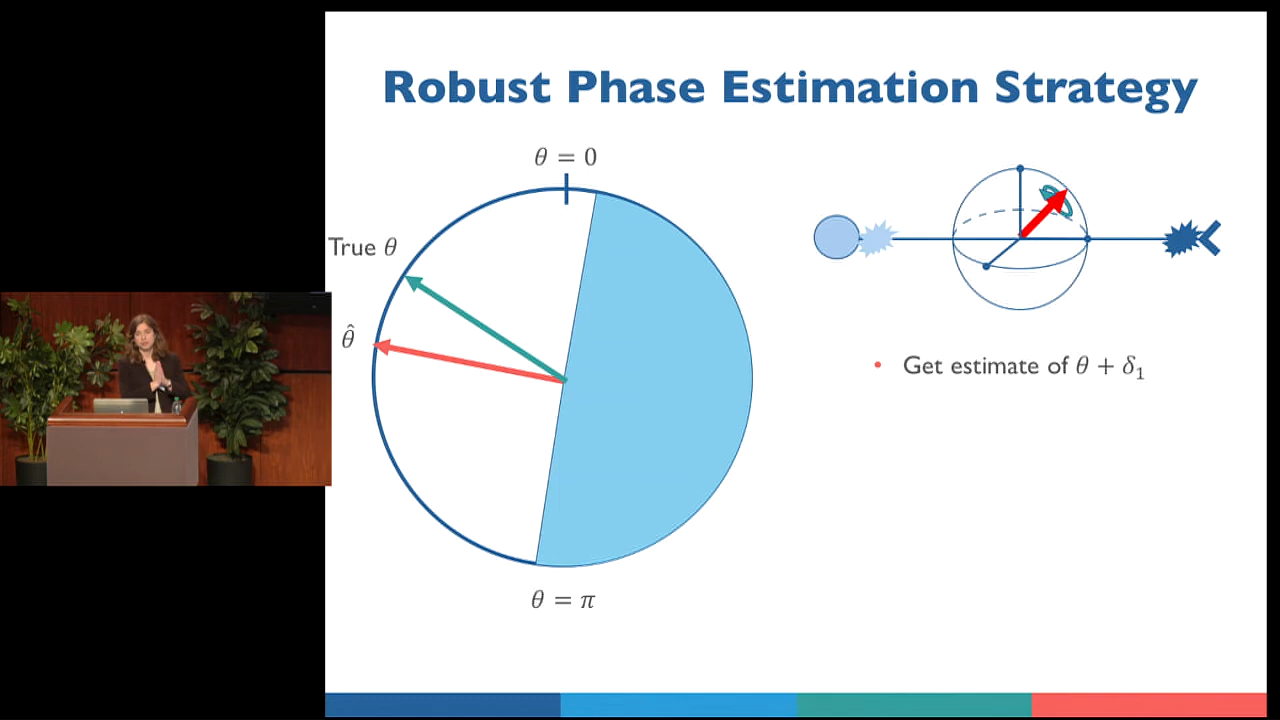 Robust Phase Estimation Strategy
θ = 0
True θ
θ̂
• Get estimate of θ + δ₁
θ = π